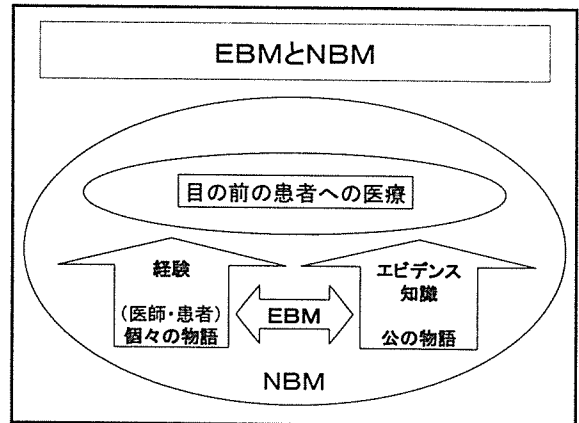 EBMとNBM
目の前の患者への医療
経験
(医師・患者)
個々の物語
EBM
エビデンス
知識
公の物語
NBM